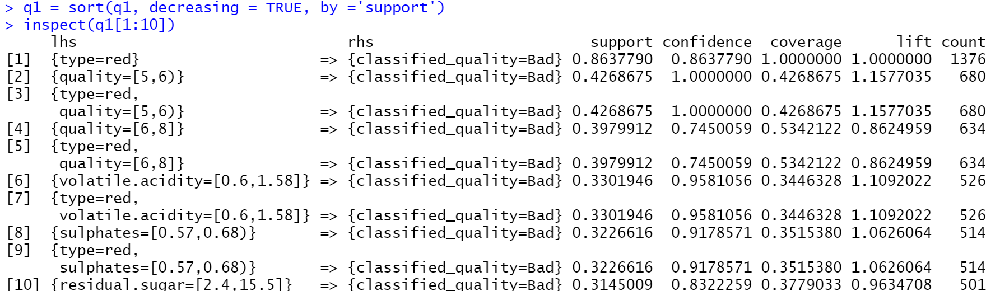 > q1 = sort(q1, decreasing = TRUE, by ='support')
> inspect(q1[1:10])
     lhs                              rhs                        support confidence  coverage      lift count
[1]  {type=red}                    => {classified_quality=Bad} 0.8637790  0.8637790 1.0000000 1.0000000  1376
[2]  {quality=[5,6)}               => {classified_quality=Bad} 0.4268675  1.0000000 0.4268675 1.1577035   680
[3]  {type=red,
      quality=[5,6)}               => {classified_quality=Bad} 0.4268675  1.0000000 0.4268675 1.1577035   680
[4]  {quality=[6,8]}               => {classified_quality=Bad} 0.3979912  0.7450059 0.5342122 0.8624959   634
[5]  {type=red,
      quality=[6,8]}               => {classified_quality=Bad} 0.3979912  0.7450059 0.5342122 0.8624959   634
[6]  {volatile.acidity=[0.6,1.58]} => {classified_quality=Bad} 0.3301946  0.9581056 0.3446328 1.1092022   526
[7]  {type=red,
      volatile.acidity=[0.6,1.58]} => {classified_quality=Bad} 0.3301946  0.9581056 0.3446328 1.1092022   526
[8]  {sulphates=[0.57,0.68)}       => {classified_quality=Bad} 0.3226616  0.9178571 0.3515380 1.0626064   514
[9]  {type=red,
      sulphates=[0.57,0.68)}       => {classified_quality=Bad} 0.3226616  0.9178571 0.3515380 1.0626064   514
[10] {residual.sugar=[2.4,15.5]}   => {classified_quality=Bad} 0.3145009  0.8322259 0.3779033 0.9634708   501